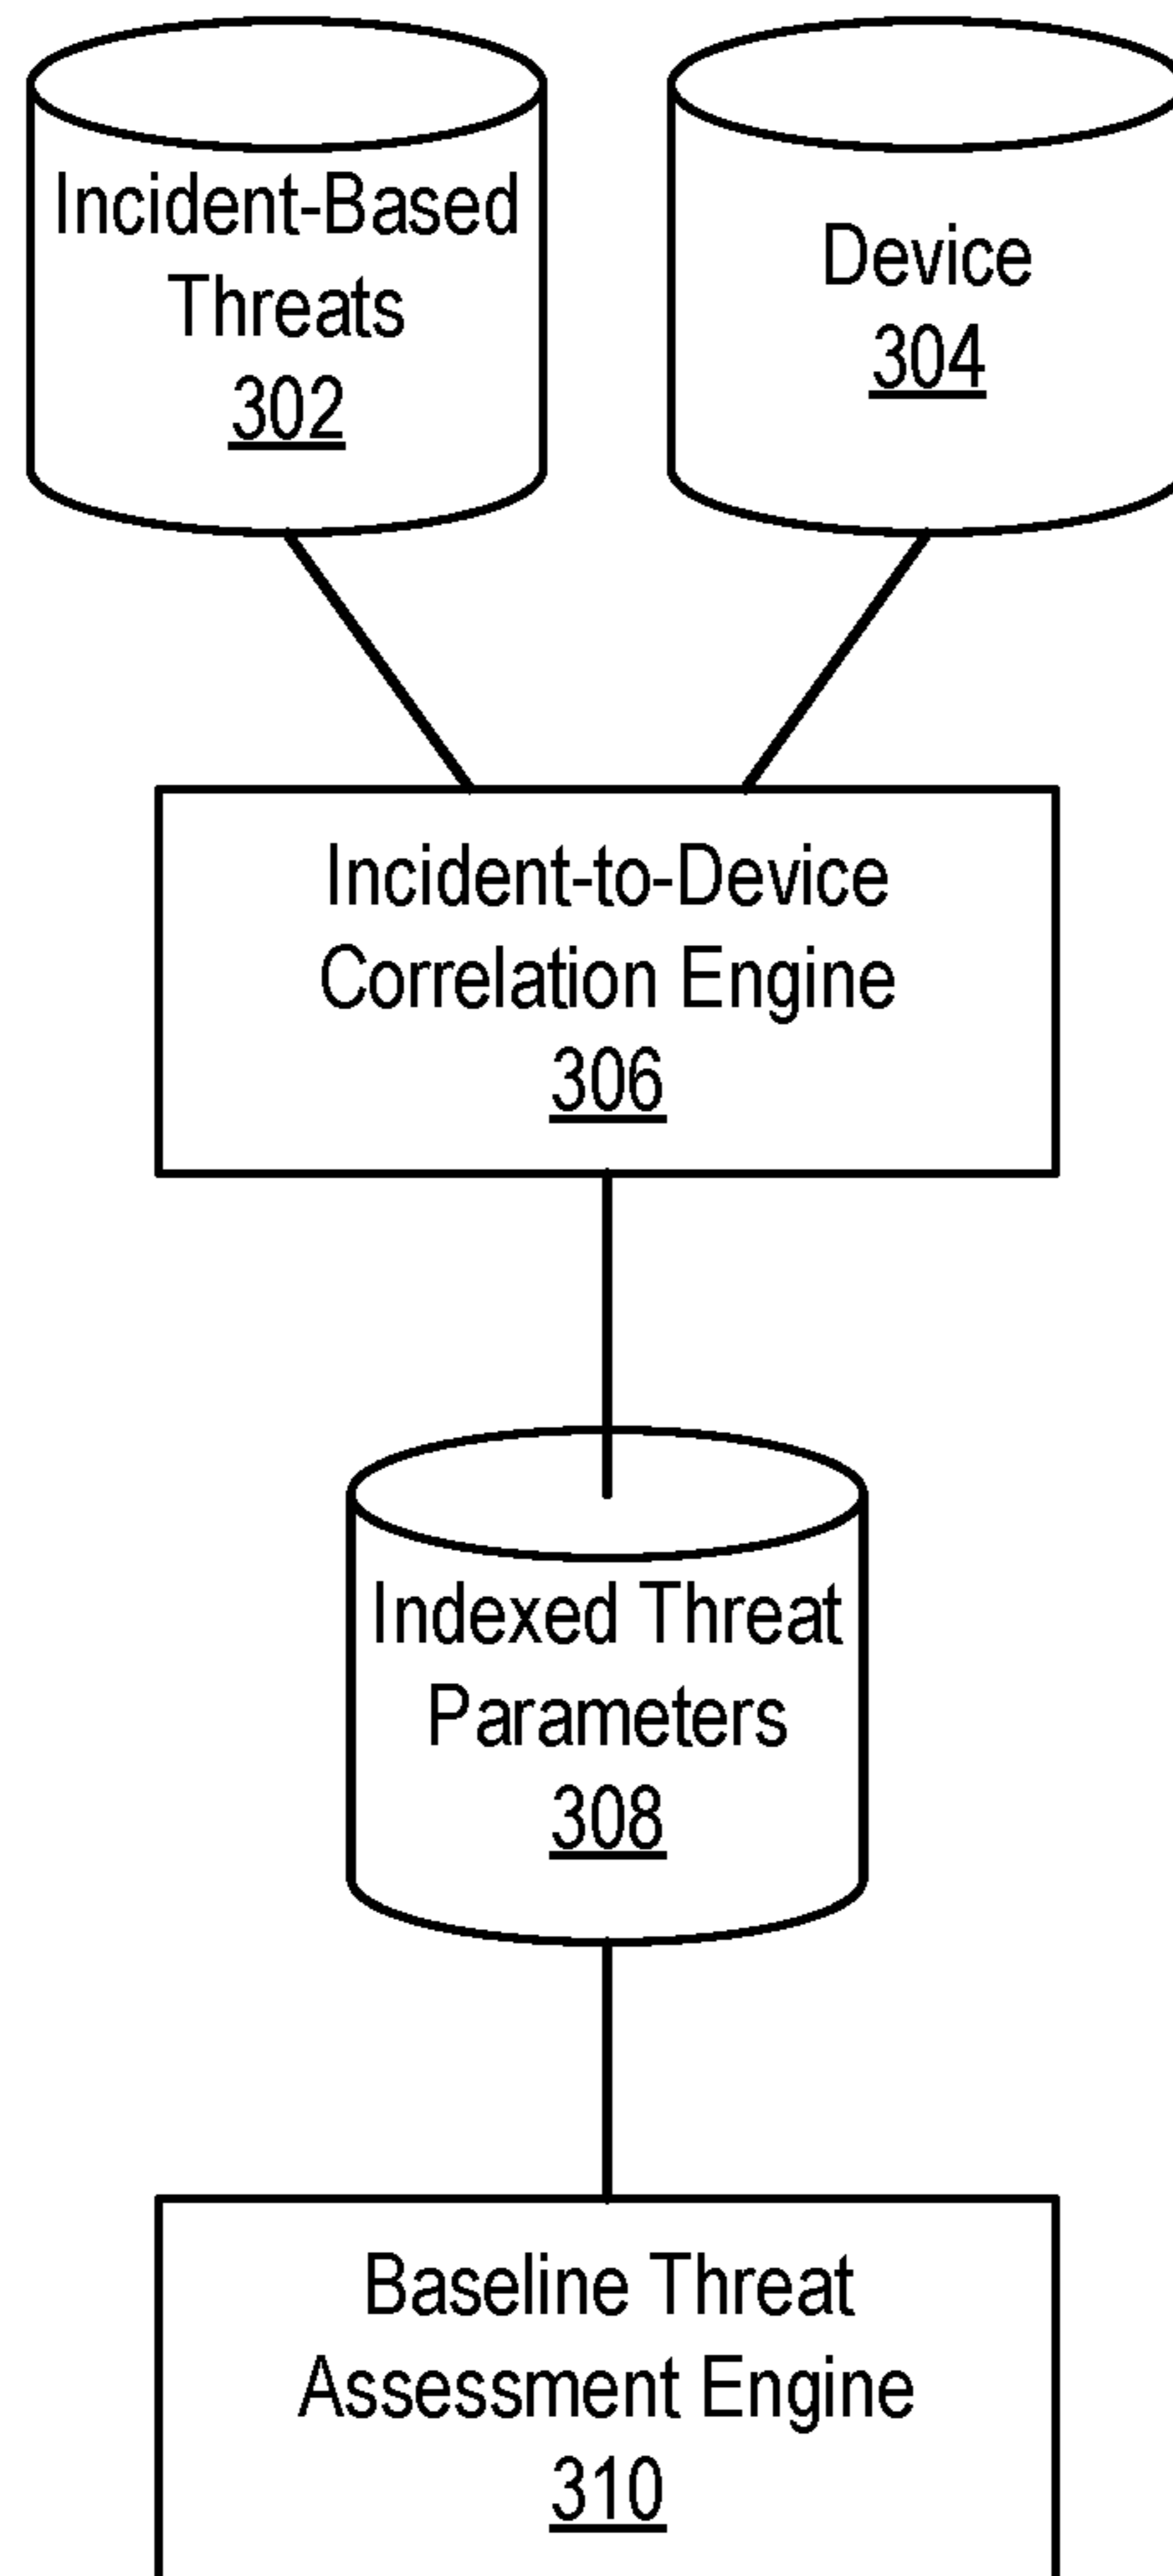 Incident-Based
Threats
302
Device
304
Incident-to-Device
Correlation Engine
306
Indexed Threat
Parameters
308
Baseline Threat
Assessment Engine
310